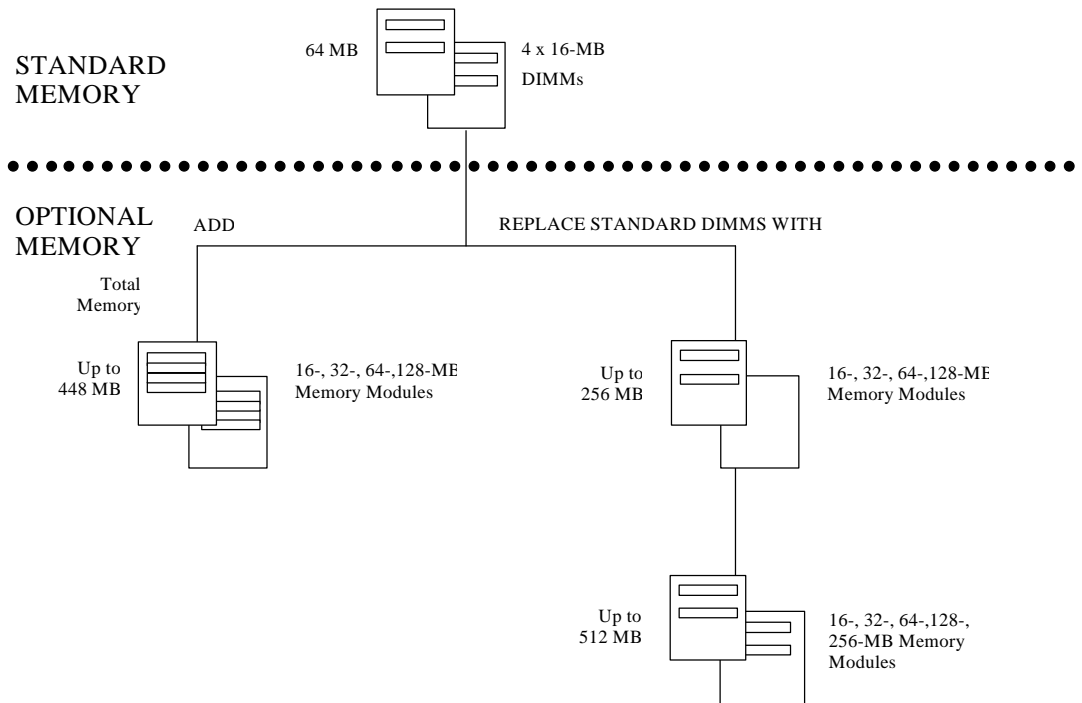 STANDARD
MEMORY
64 MB
4 x 16-MB
DIMMs
OPTIONAL
MEMORY
ADD
REPLACE STANDARD DIMMS WITH
Total
Memory
Up to
448 MB
16-, 32-, 64-,128-MB
Memory Modules
Up to
256 MB
16-, 32-, 64-,128-MB
Memory Modules
Up to
512 MB
16-, 32-, 64-,128-,
256-MB Memory
Modules